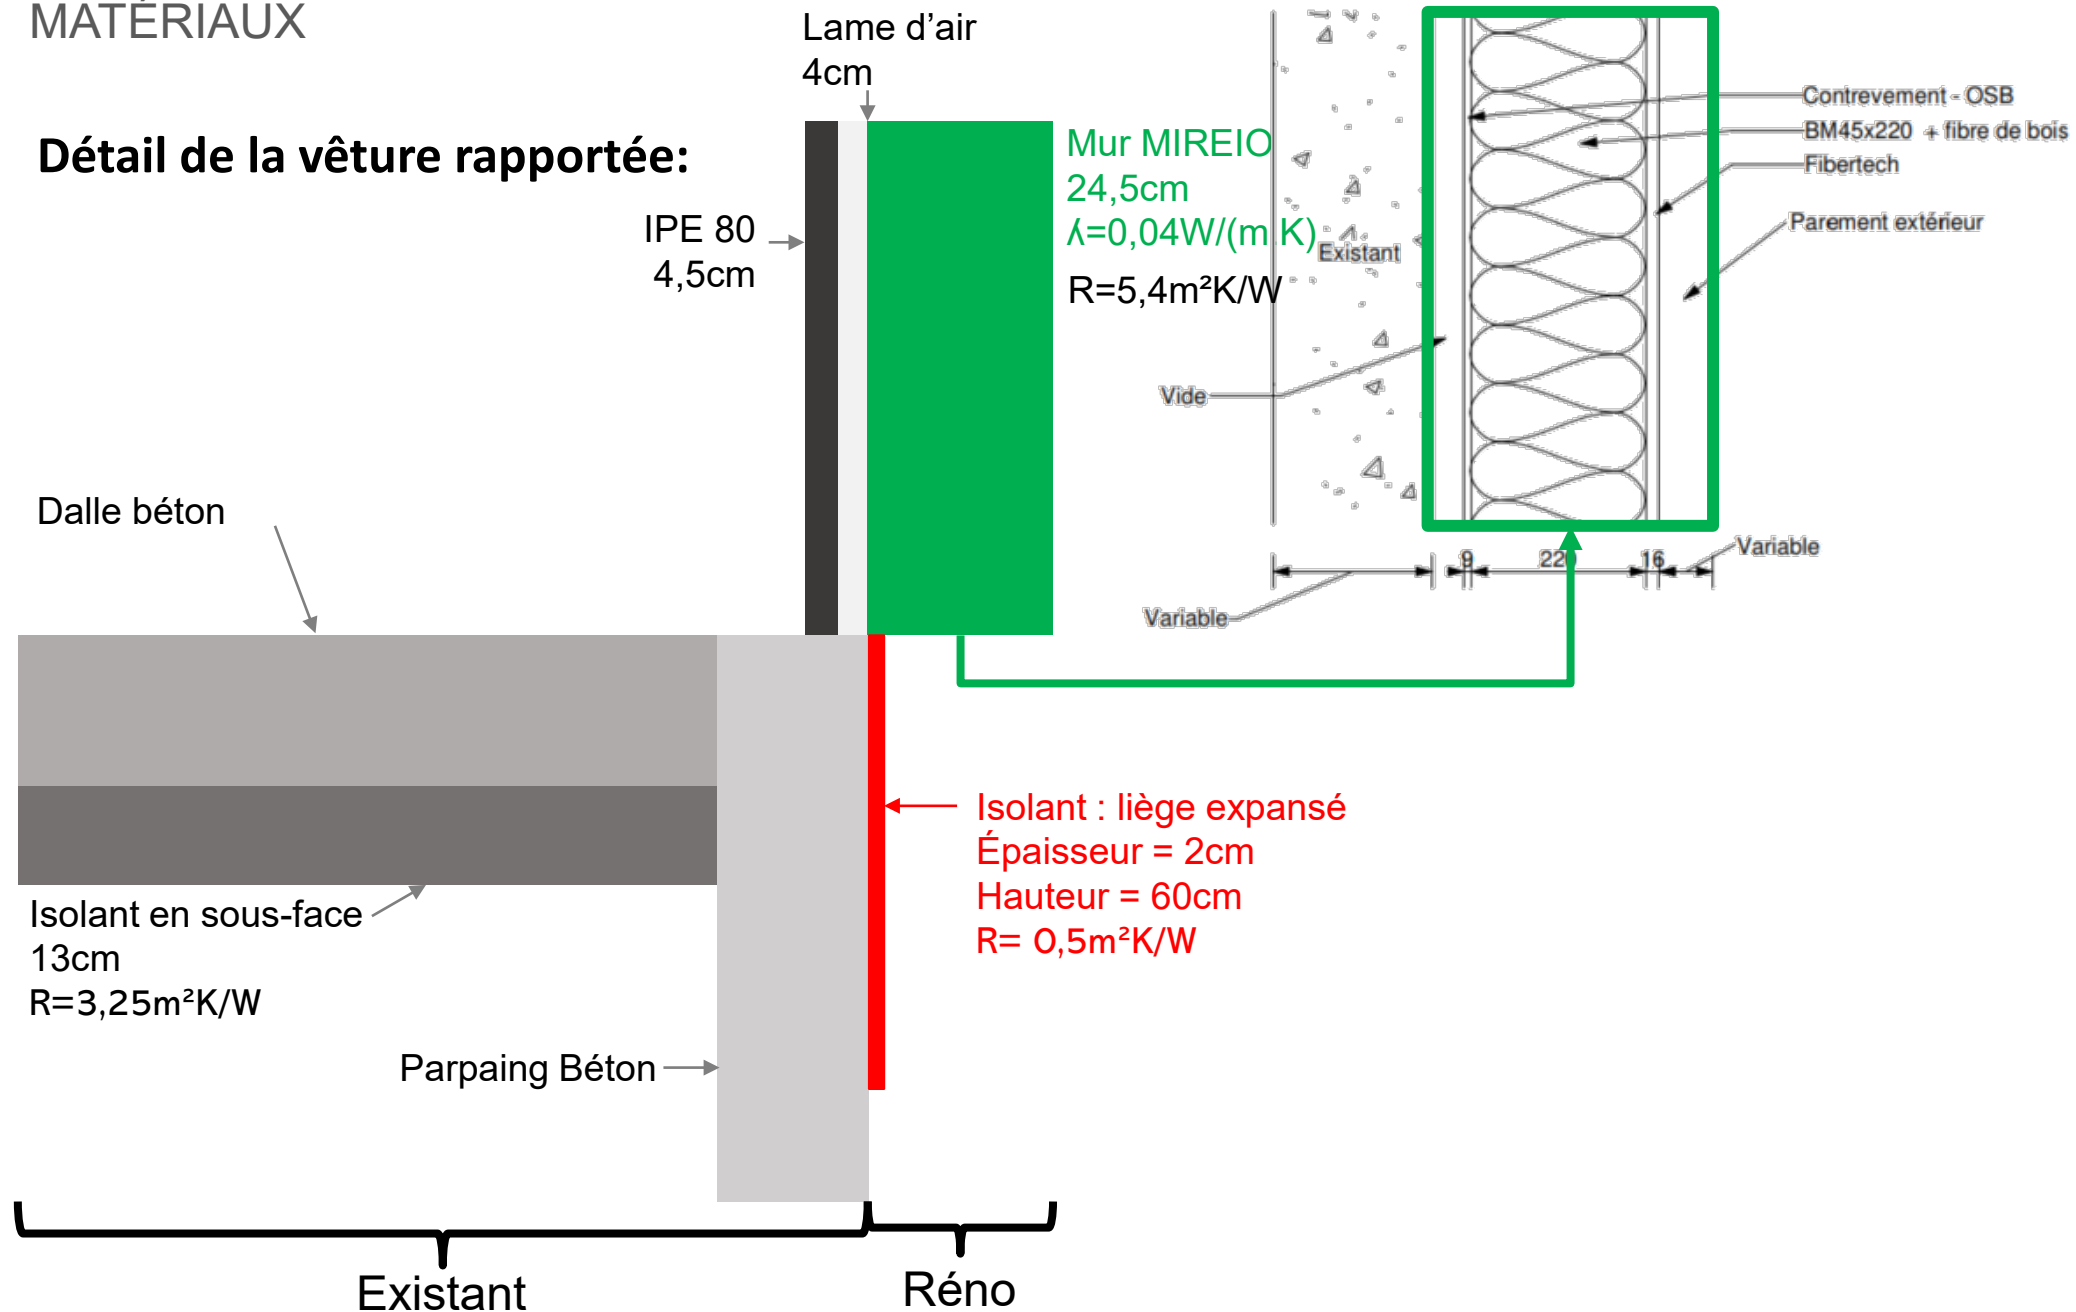 MATÉRIAUX
Lame d'air
4cm
Détail de la vêture rapportée:
IPE 80
4,5cm
Mur MIREIO
24,5cm
Λ=0,04W/(m.K)
R=5,4m²K/W
Existant
Contrevement - OSB
BM45x220 + fibre de bois
Fibertech
Parement extérieur
Vide
9
220
16
Variable
Variable
Dalle béton
Isolant en sous-face
13cm
R=3,25m²K/W
Parpaing Béton
Isolant : liège expansé
Épaisseur = 2cm
Hauteur = 60cm
R= 0,5m²K/W
Existant
Réno